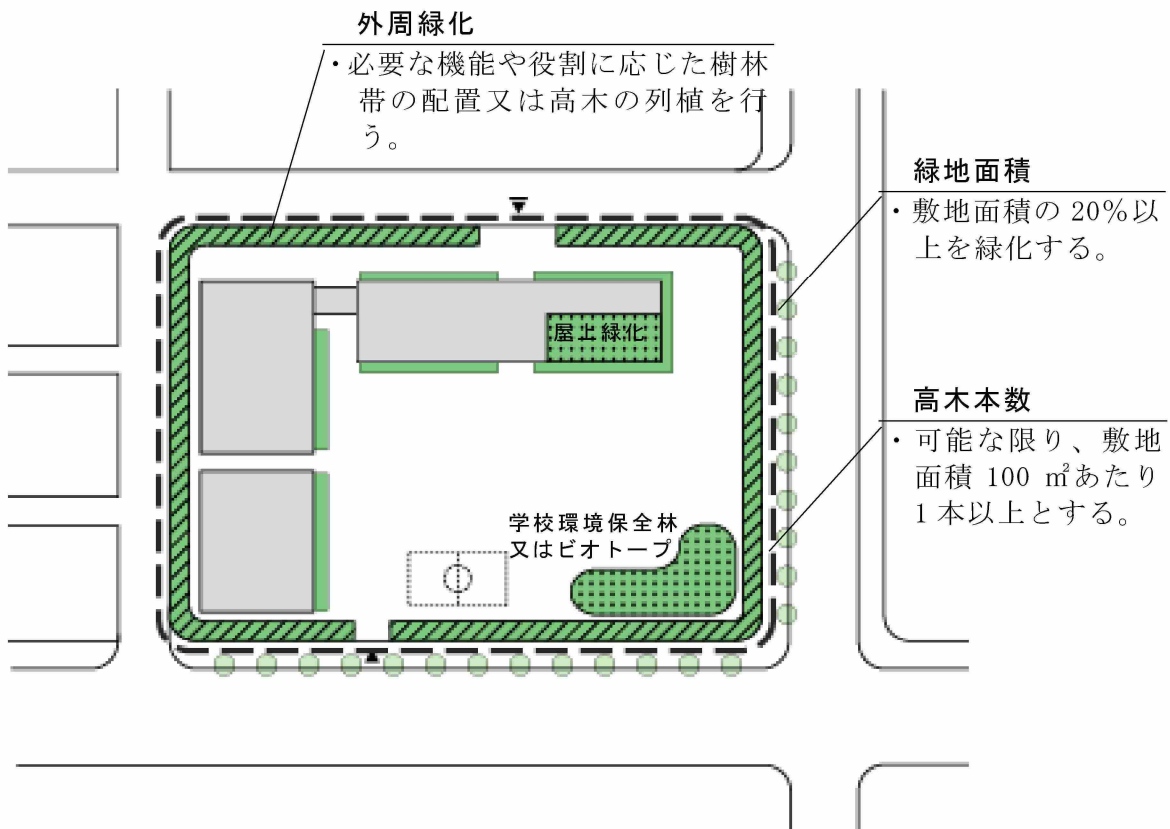 外周緑化
・必要な機能や役割に応じた樹林
帯の配置又は高木の列植を行
う。
緑地面積
・敷地面積の 20%以
上を緑化する。
屋上緑化
高木本数
・可能な限り、敷地
面積 100 ㎡あたり
1 本以上とする。
学校環境保全林
又はビオトープ